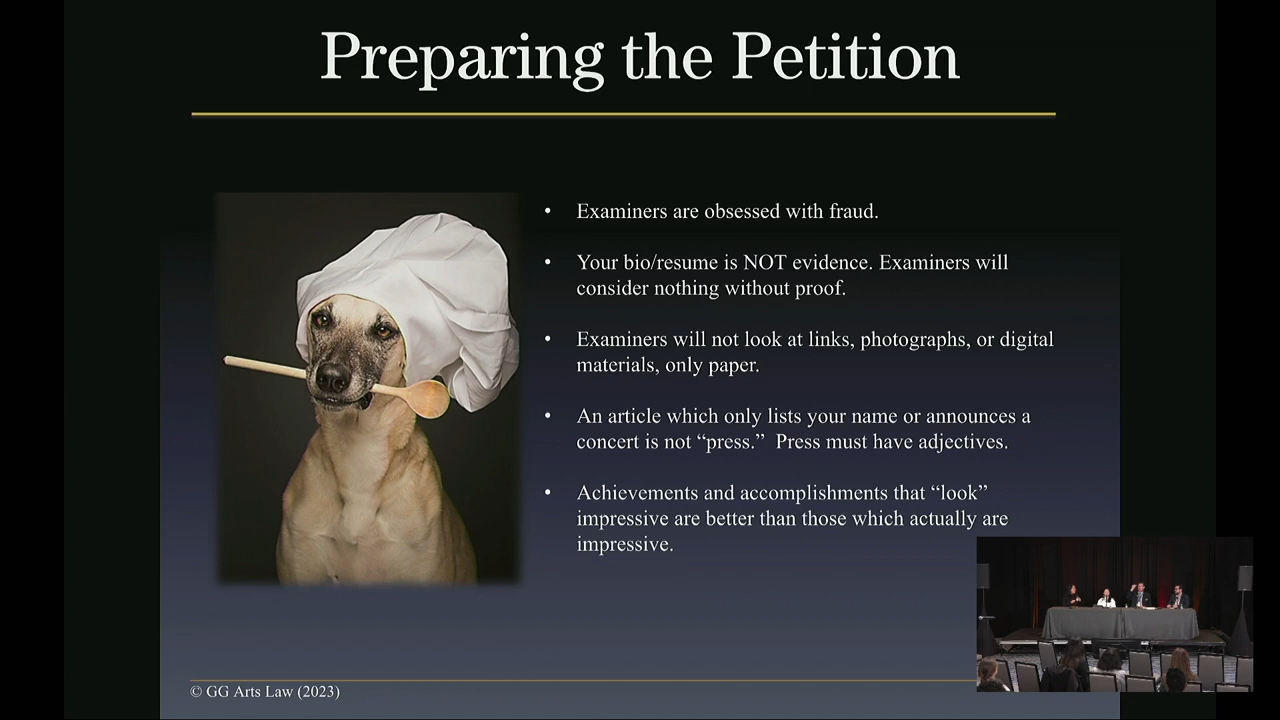 Preparing the Petition
• Examiners are obsessed with fraud.
• Your bio/resume is NOT evidence. Examiners will
consider nothing without proof.
• Examiners will not look at links, photographs, or digital
materials, only paper.
• An article which only lists your name or announces a
concert is not “press.”  Press must have adjectives.
• Achievements and accomplishments that “look”
impressive are better than those which actually are
impressive.
© GG Arts Law (2023)